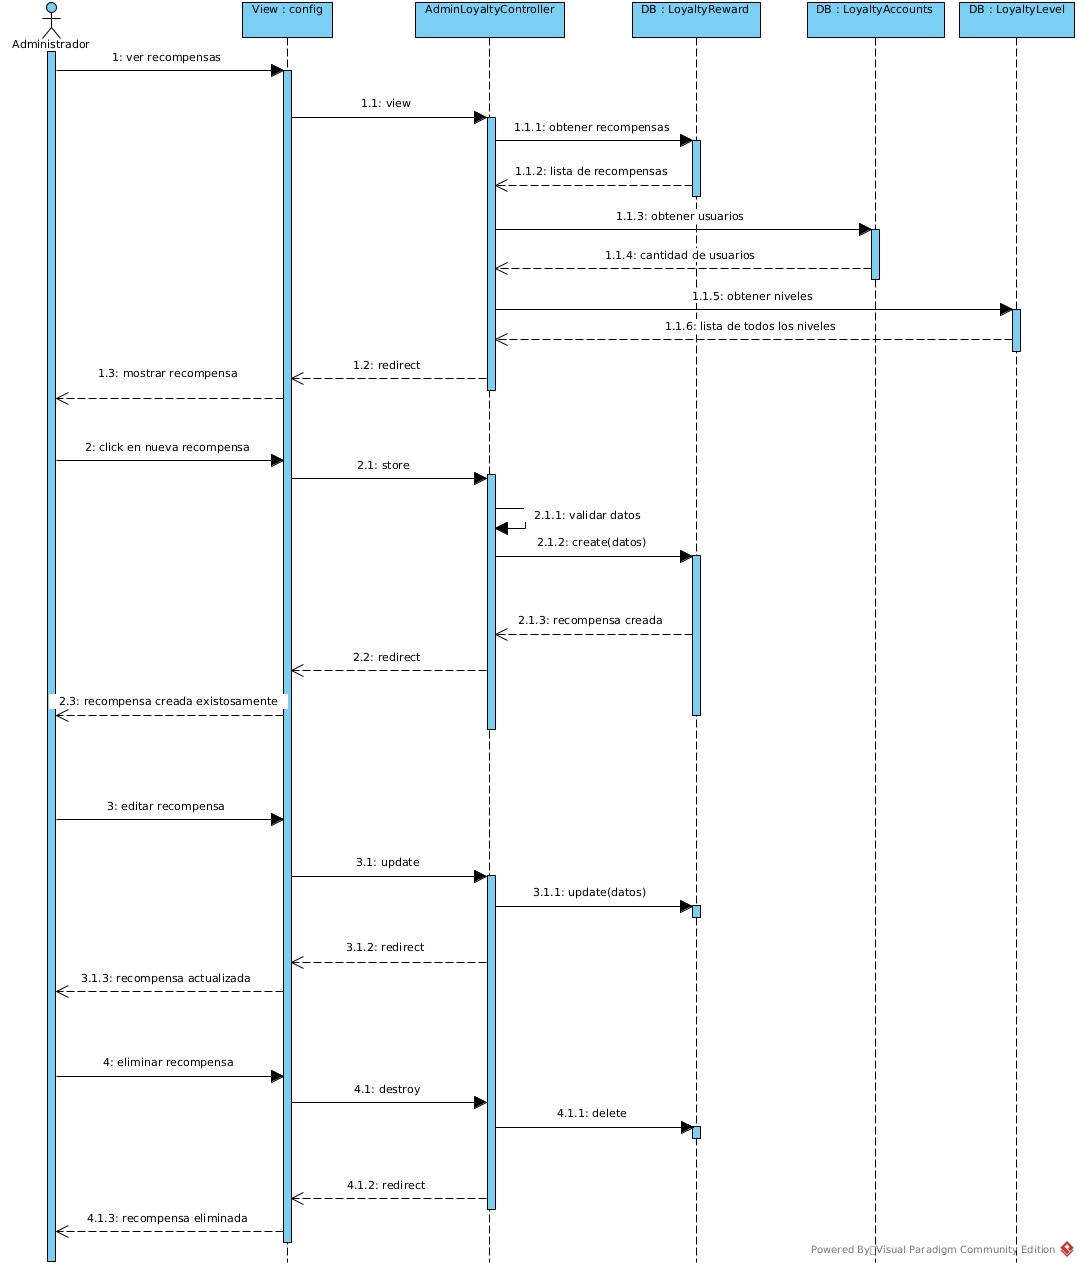 Administrador
View : config
AdminLoyaltyController
DB : LoyaltyReward
DB : LoyaltyAccounts
DB : LoyaltyLevel
1: ver recompensas
1.1: view
1.1.1: obtener recompensas
1.1.2: lista de recompensas
1.1.3: obtener usuarios
1.1.4: cantidad de usuarios
1.1.5: obtener niveles
1.1.6: lista de todos los niveles
1.2: redirect
1.3: mostrar recompensa
2: click en nueva recompensa
2.1: store
2.1.1: validar datos
2.1.2: create(datos)
2.1.3: recompensa creada
2.2: redirect
2.3: recompensa creada existosamente
3: editar recompensa
3.1: update
3.1.1: update(datos)
3.1.2: redirect
3.1.3: recompensa actualizada
4: eliminar recompensa
4.1: destroy
4.1.1: delete
4.1.2: redirect
4.1.3: recompensa eliminada
Powered By Visual Paradigm Community Edition